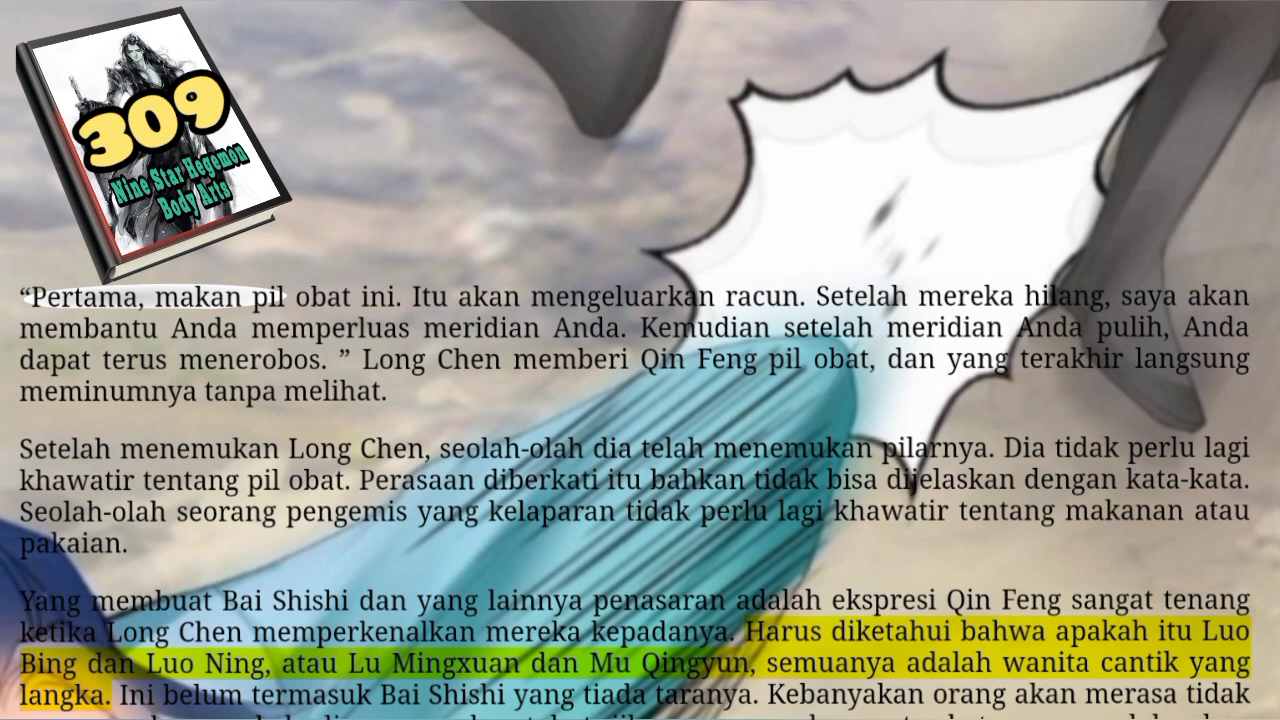 309
Nine Star Hegemon
Body Arts
“Pertama, makan pil obat ini. Itu akan mengeluarkan racun. Setelah mereka hilang, saya akan
membantu Anda memperluas meridian Anda. Kemudian setelah meridian Anda pulih, Anda
dapat terus menerobos. ” Long Chen memberi Qin Feng pil obat, dan yang terakhir langsung
meminumnya tanpa melihat.
Setelah menemukan Long Chen, seolah-olah dia telah menemukan pilarnya. Dia tidak perlu lagi
khawatir tentang pil obat. Perasaan diberkati itu bahkan tidak bisa dijelaskan dengan kata-kata.
Seolah-olah seorang pengemis yang kelaparan tidak perlu lagi khawatir tentang makanan atau
pakaian.
Yang membuat Bai Shishi dan yang lainnya penasaran adalah ekspresi Qin Feng sangat tenang
ketika Long Chen memperkenalkan mereka kepadanya. Harus diketahui bahwa apakah itu Luo
Bing dan Luo Ning, atau Lu Mingxuan dan Mu Qingyun, semuanya adalah wanita cantik yang
langka. Ini belum termasuk Bai Shishi yang tiada taranya. Kebanyakan orang akan merasa tidak